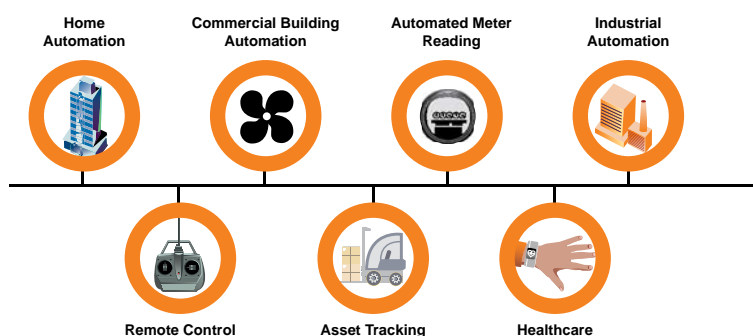 Home
Automation
Commercial Building
Automation
Automated Meter
Reading
Industrial
Automation
Remote Control
Asset Tracking
Healthcare